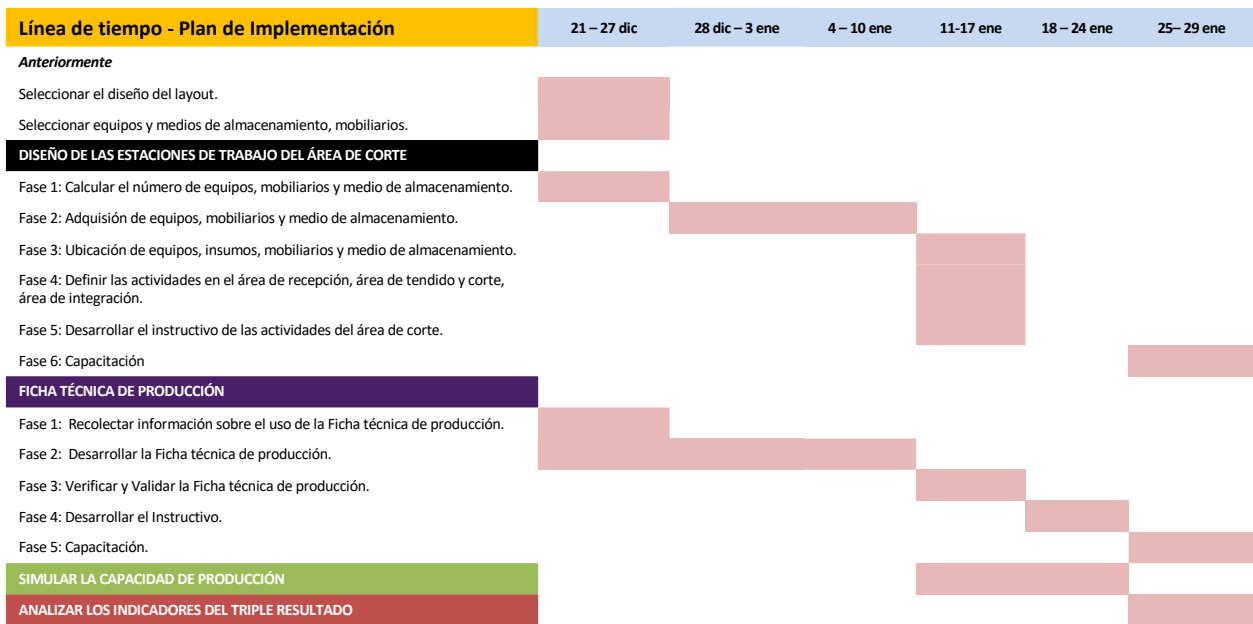 Línea de tiempo - Plan de Implementación 21 – 27 dic 28 dic – 3 ene 4 – 10 ene 11-17 ene 18 – 24 ene 25– 29 ene
Anteriormente
Seleccionar el diseño del layout.
Seleccionar equipos y medios de almacenamiento, mobiliarios.
DISEÑO DE LAS ESTACIONES DE TRABAJO DEL ÁREA DE CORTE
Fase 1: Calcular el número de equipos, mobiliarios y medio de almacenamiento.
Fase 2: Adquisión de equipos, mobiliarios y medio de almacenamiento.
Fase 3: Ubicación de equipos, insumos, mobiliarios y medio de almacenamiento.
Fase 4: Definir las actividades en el área de recepción, área de tendido y corte,
área de integración.
Fase 5: Desarrollar el instructivo de las actividades del área de corte.
Fase 6: Capacitación
FICHA TÉCNICA DE PRODUCCIÓN
Fase 1: Recolectar información sobre el uso de la Ficha técnica de producción.
Fase 2: Desarrollar la Ficha técnica de producción.
Fase 3: Verificar y Validar la Ficha técnica de producción.
Fase 4: Desarrollar el Instructivo.
Fase 5: Capacitación.
SIMULAR LA CAPACIDAD DE PRODUCCIÓN
ANALIZAR LOS INDICADORES DEL TRIPLE RESULTADO